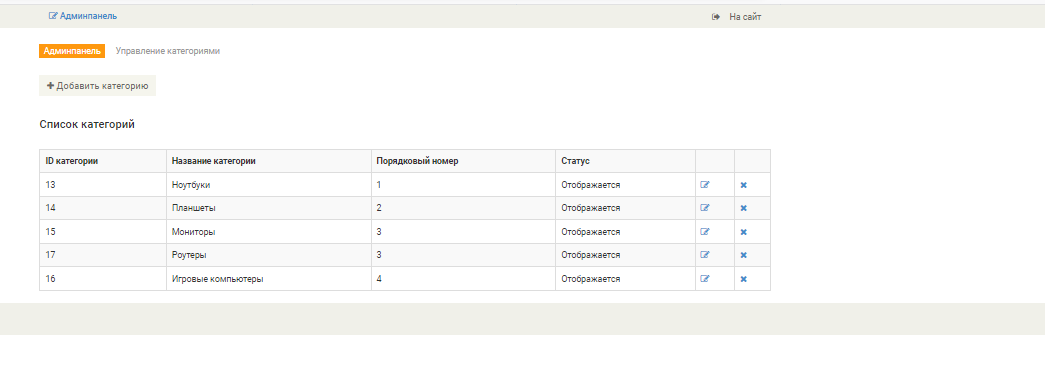 Админпанель На сайт
Админпанель Управление категориями
Добавить категорию
Список категорий
ID категории Название категории Порядковый номер Статус
13 Ноутбуки 1 Отображается
14 Планшеты 2 Отображается
15 Мониторы 3 Отображается
17 Роутеры 3 Отображается
16 Игровые компьютеры 4 Отображается